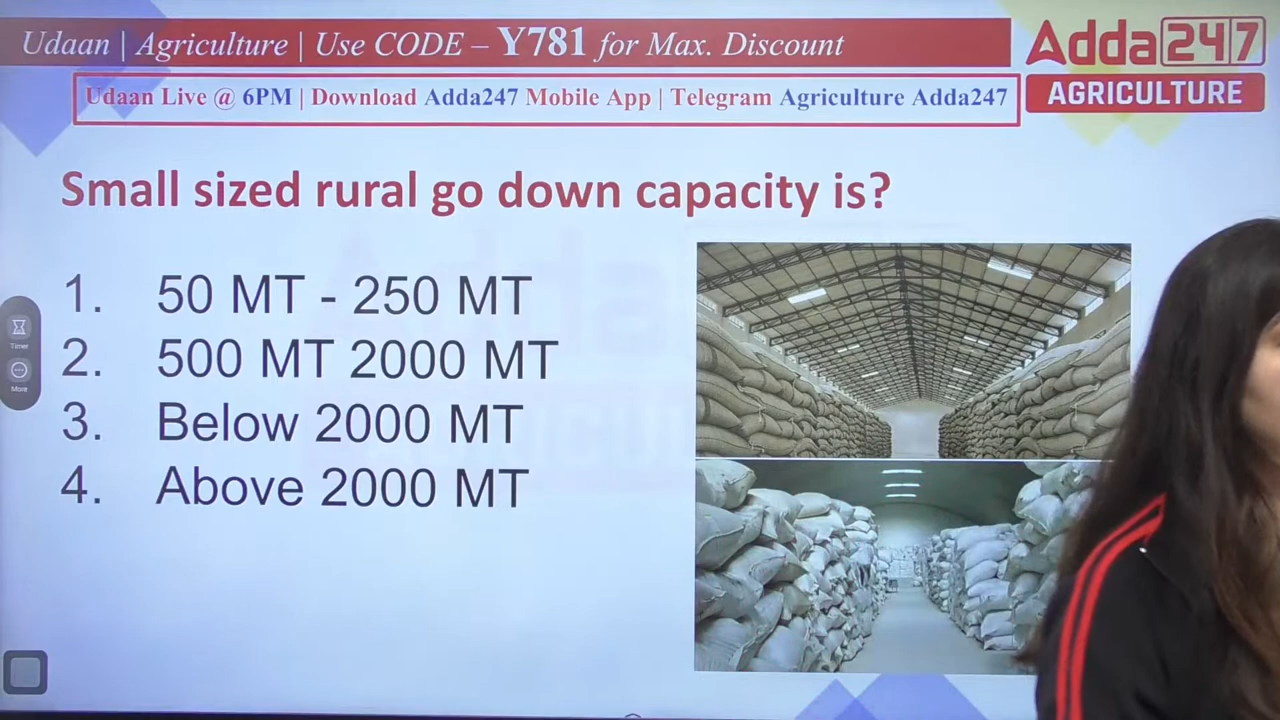 Udaan | Agriculture | Use CODE – Y781 for Max. Discount
Adda247
Udaan Live @ 6PM | Download Adda247 Mobile App | Telegram Agriculture Adda247
AGRICULTURE
Small sized rural go down capacity is?
1. 50 MT - 250 MT
2. 500 MT 2000 MT
3. Below 2000 MT
4. Above 2000 MT
Timer
More